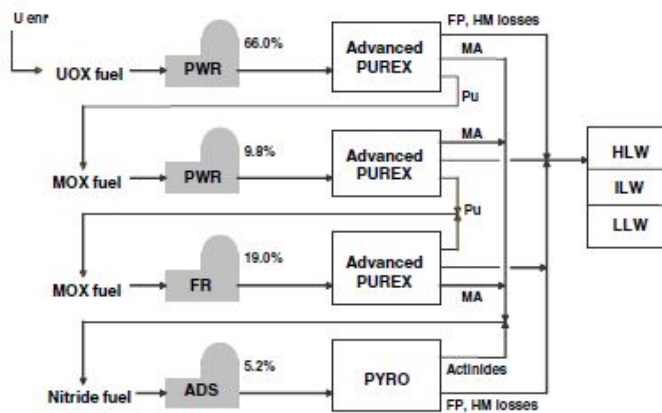 U enr
FP, HM losses
66.0%
Advanced
PUREX
MA
UOX fuel
PWR
Pu
9.8%
Advanced
PUREX
MA
MOX fuel
PWR
HLW
ILW
LLW
Pu
19.0%
Advanced
PUREX
MOX fuel
FR
MA
5.2%
PYRO
Actinides
Nitride fuel
ADS
FP, HM losses